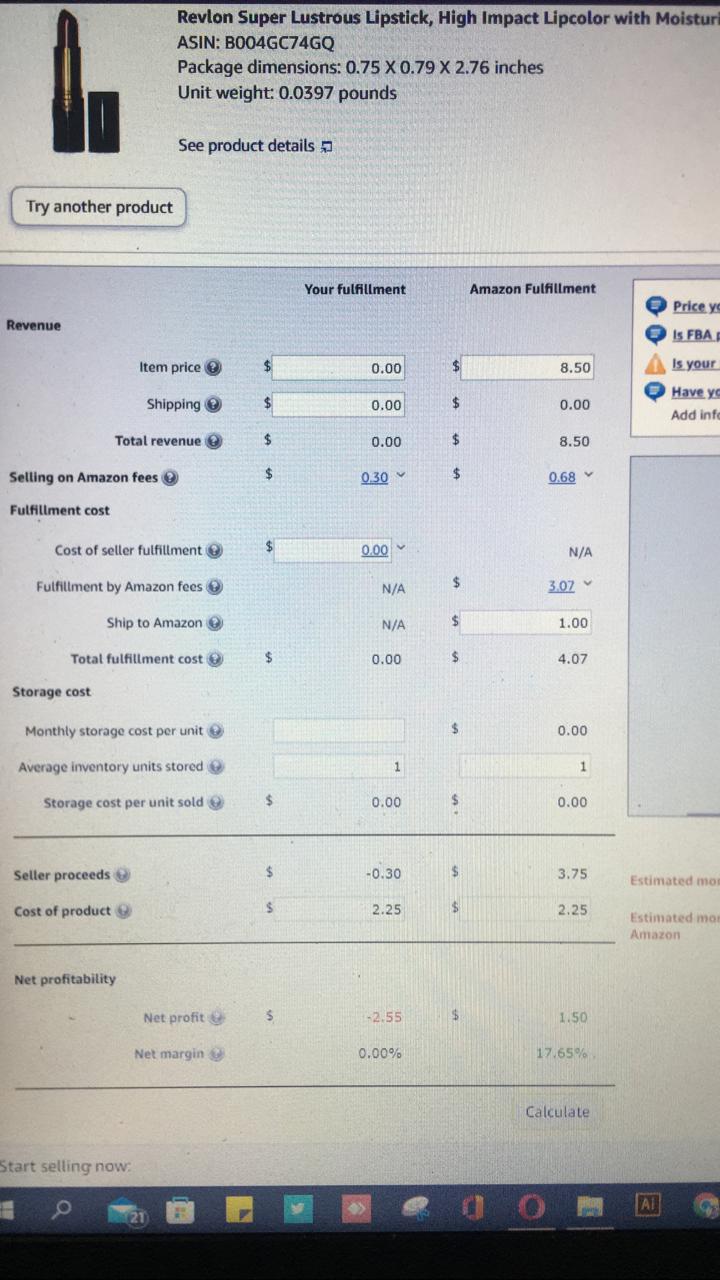 Revlon Super Lustrous Lipstick, High Impact Lipcolor with Moisturi
ASIN: B004GC74GQ
Package dimensions: 0.75 X 0.79 X 2.76 inches
Unit weight: 0.0397 pounds
See product details
Try another product
Your fulfillment Amazon Fulfillment
Revenue
Item price $ 0.00 $ 8.50
Shipping $ 0.00 $ 0.00
Total revenue $ 0.00 $ 8.50
Selling on Amazon fees $ 0.30 $ 0.68
Fulfillment cost
Cost of seller fulfillment $ 0.00 N/A
Fulfillment by Amazon fees N/A $ 3.07
Ship to Amazon N/A $ 1.00
Total fulfillment cost $ 0.00 $ 4.07
Storage cost
Monthly storage cost per unit $ 0.00
Average inventory units stored 1 1
Storage cost per unit sold $ 0.00 $ 0.00
Seller proceeds $ -0.30 $ 3.75
Cost of product $ 2.25 $ 2.25
Net profitability
Net profit $ -2.55 $ 1.50
Net margin 0.00% 17.65%
Calculate
Price yo
Is FBA p
Is your
Have yo
Add info
Estimated mon
Estimated mon
Amazon
Start selling now:
21
Ai